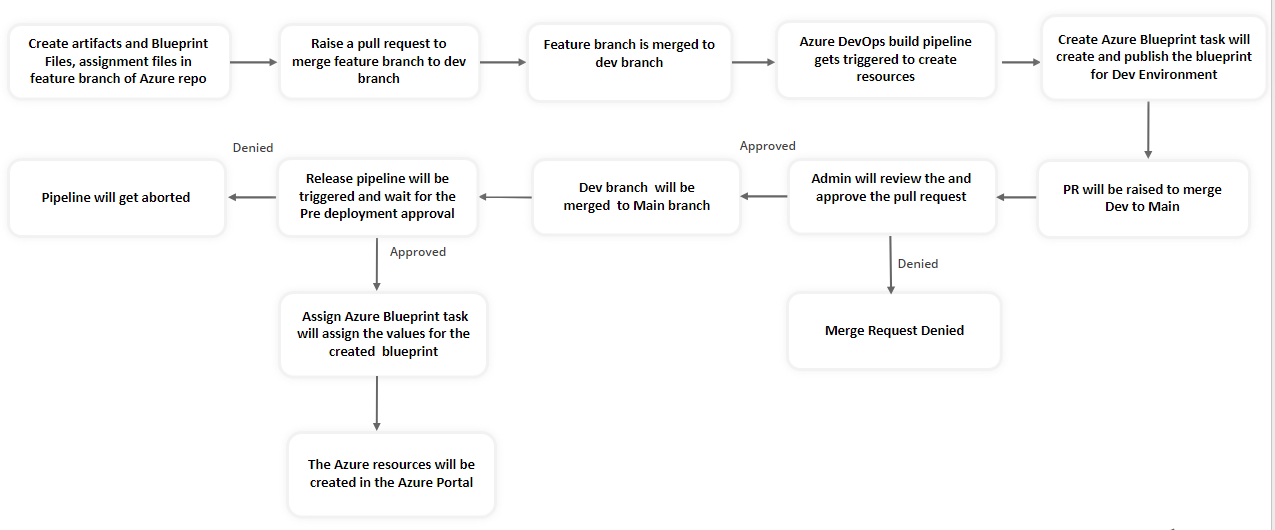 Create artifacts and Blueprint
Files, assignment files in
feature branch of Azure repo
Raise a pull request to
merge feature branch to dev
branch
Feature branch is merged to
dev branch
Azure DevOps build pipeline
gets triggered to create
resources
Create Azure Blueprint task will
create and publish the blueprint
for Dev Environment
PR will be raised to merge
Dev to Main
Admin will review the and
approve the pull request
Approved
Dev branch will be
merged to Main branch
Release pipeline will be
triggered and wait for the
Pre deployment approval
Denied
Pipeline will get aborted
Approved
Denied
Assign Azure Blueprint task
will assign the values for the
created blueprint
Merge Request Denied
The Azure resources will be
created in the Azure Portal